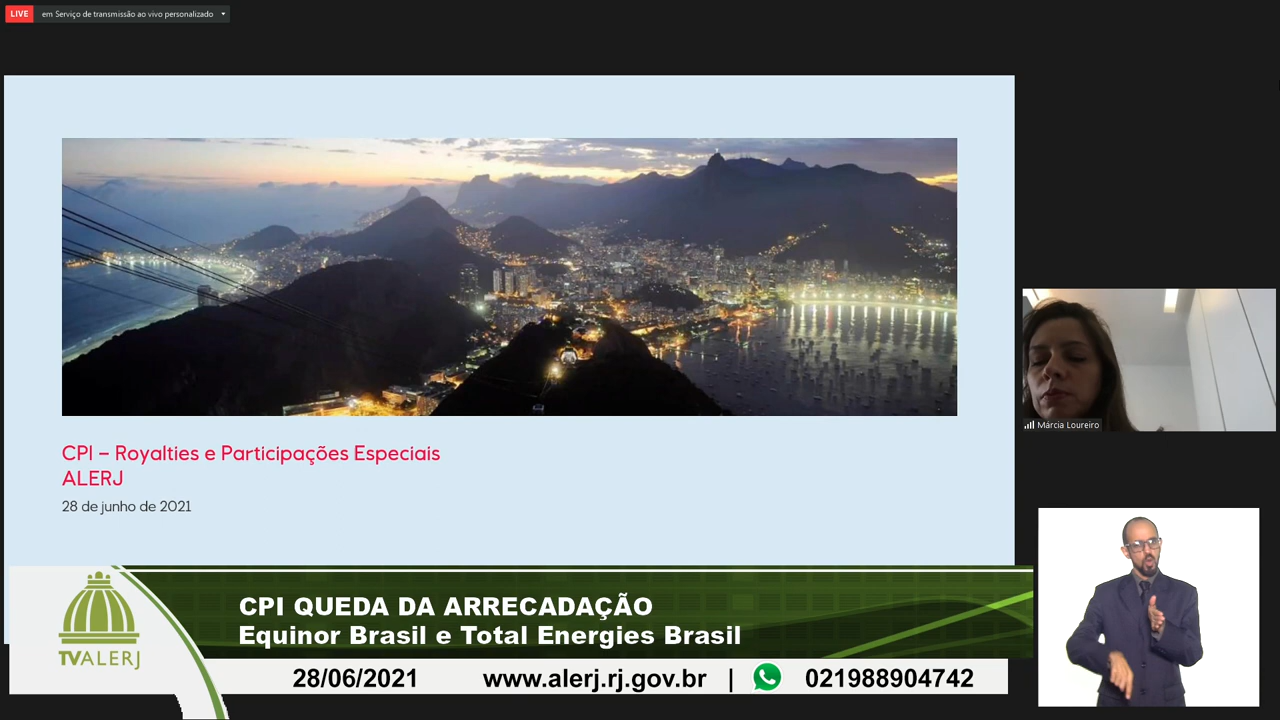 LIVE em Serviço de transmissão ao vivo personalizado
CPI – Royalties e Participações Especiais
ALERJ
28 de junho de 2021
Márcia Loureiro
CPI QUEDA DA ARRECADAÇÃO
Equinor Brasil e Total Energies Brasil
TVALERJ
28/06/2021 www.alerj.rj.gov.br | 021988904742